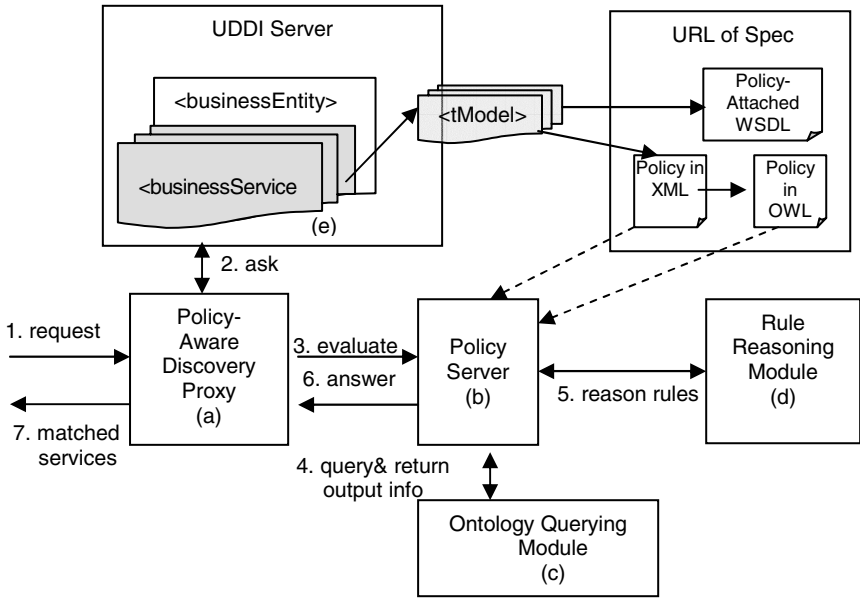 UDDI Server
<businessEntity>
<businessService
(e)
<tModel>
URL of Spec
Policy-
Attached
WSDL
Policy in
XML
Policy
in
OWL
2. ask
1. request
7. matched
services
Policy-
Aware
Discovery
Proxy
(a)
3. evaluate
6. answer
Policy
Server
(b)
5. reason rules
Rule
Reasoning
Module
(d)
4. query& return
output info
Ontology Querying
Module
(c)